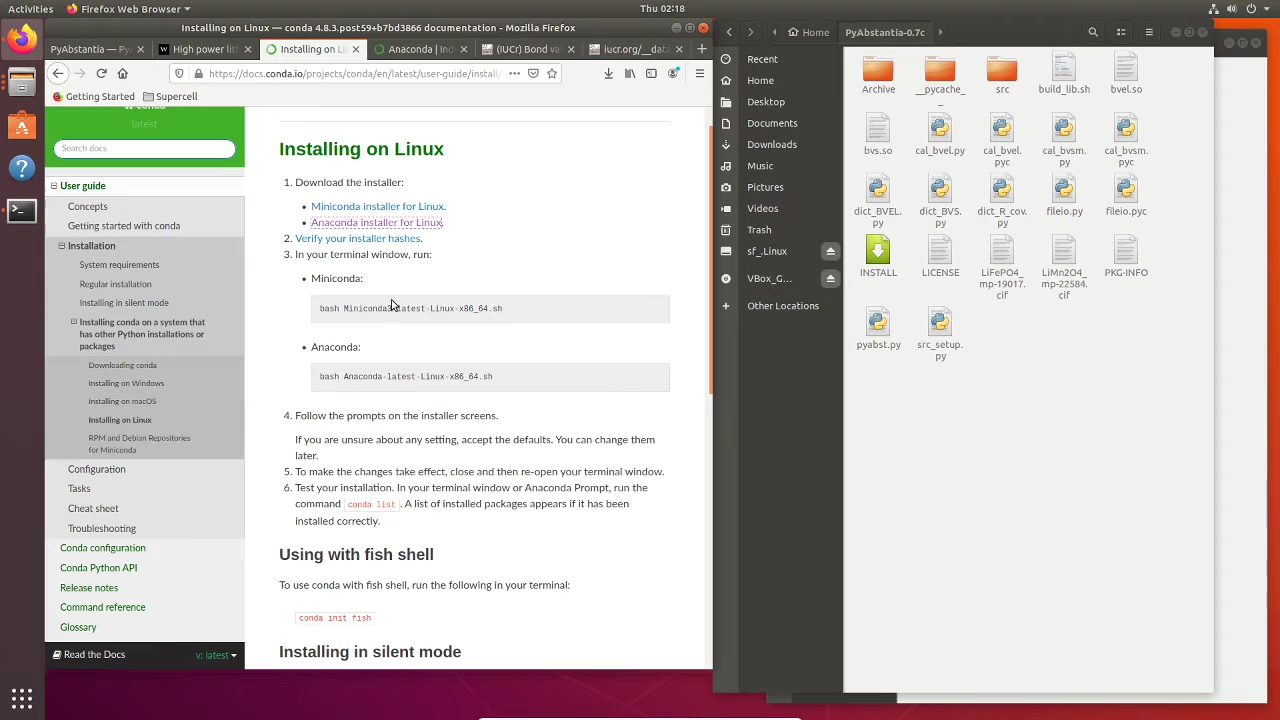 Activities
Firefox Web Browser
Thu 02:18
Installing on Linux — conda 4.8.3.post59+b7bd3866 documentation - Mozilla Firefox
PyAbstantia — Py
High power lith
Installing on Lin
Anaconda | Ind
(IUCr) Bond va
iucr.org/__data
https://docs.conda.io/projects/conda/en/latest/user-guide/install
Getting Started
Supercell
conda
latest
Search docs
User guide
Concepts
Getting started with conda
Installation
System requirements
Regular installation
Installing in silent mode
Installing conda on a system that
has other Python installations or
packages
Downloading conda
Installing on Windows
Installing on macOS
Installing on Linux
RPM and Debian Repositories
for Miniconda
Configuration
Tasks
Cheat sheet
Troubleshooting
Conda configuration
Conda Python API
Release notes
Command reference
Glossary
Read the Docs
v: latest
Installing on Linux
1. Download the installer:
• Miniconda installer for Linux.
• Anaconda installer for Linux.
2. Verify your installer hashes.
3. In your terminal window, run:
• Miniconda:
bash Miniconda3-latest-Linux-x86_64.sh
• Anaconda:
bash Anaconda-latest-Linux-x86_64.sh
4. Follow the prompts on the installer screens.
If you are unsure about any setting, accept the defaults. You can change them
later.
5. To make the changes take effect, close and then re-open your terminal window.
6. Test your installation. In your terminal window or Anaconda Prompt, run the
command conda list. A list of installed packages appears if it has been
installed correctly.
Using with fish shell
To use conda with fish shell, run the following in your terminal:
conda init fish
Installing in silent mode
Home
PyAbstantia-0.7c
Recent
Home
Desktop
Documents
Downloads
Music
Pictures
Videos
Trash
sf_.Linux
VBox_G…
Other Locations
Archive
__pycache_
_
src
build_lib.sh
bvel.so
bvs.so
cal_bvel.py
cal_bvel.
pyc
cal_bvsm.
py
cal_bvsm.
pyc
dict_BVEL.
py
dict_BVS.
py
dict_R_cov.
py
fileio.py
fileio.pyc
INSTALL
LICENSE
LiFePO4_
mp-19017.
cif
LiMn2O4_
mp-22584.
cif
PKG-INFO
pyabst.py
src_setup.
py